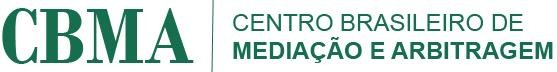 CBMA
CENTRO BRASILEIRO DE
MEDIAÇÃO E ARBITRAGEM